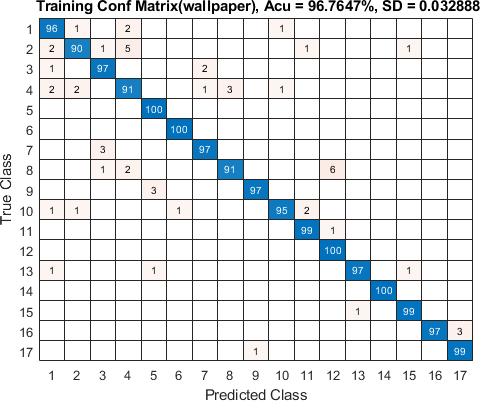 Training Conf Matrix(wallpaper), Acu = 96.7647%, SD = 0.032888
True Class
1 96 1 2 1
2 2 90 1 5 1 1
3 1 97 2
4 2 2 91 1 3 1
5 100
6 100
7 3 97
8 1 2 91 6
9 3 97
10 1 1 1 95 2
11 99 1
12 100
13 1 1 97 1
14 100
15 1 99
16 97 3
17 1 99
1 2 3 4 5 6 7 8 9 10 11 12 13 14 15 16 17
Predicted Class